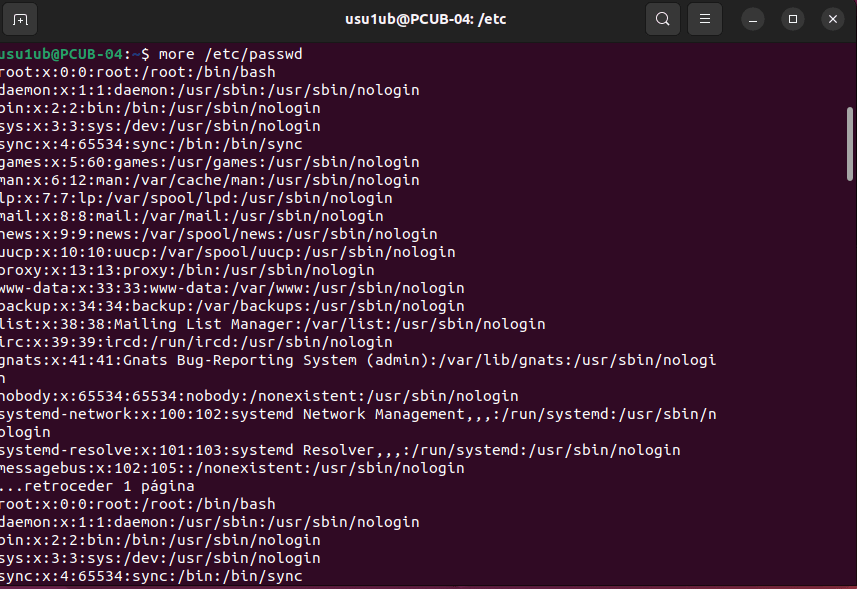 usu1ub@PCUB-04: /etc
usu1ub@PCUB-04:~$ more /etc/passwd
root:x:0:0:root:/root:/bin/bash
daemon:x:1:1:daemon:/usr/sbin:/usr/sbin/nologin
bin:x:2:2:bin:/bin:/usr/sbin/nologin
sys:x:3:3:sys:/dev:/usr/sbin/nologin
sync:x:4:65534:sync:/bin:/bin/sync
games:x:5:60:games:/usr/games:/usr/sbin/nologin
man:x:6:12:man:/var/cache/man:/usr/sbin/nologin
lp:x:7:7:lp:/var/spool/lpd:/usr/sbin/nologin
mail:x:8:8:mail:/var/mail:/usr/sbin/nologin
news:x:9:9:news:/var/spool/news:/usr/sbin/nologin
uucp:x:10:10:uucp:/var/spool/uucp:/usr/sbin/nologin
proxy:x:13:13:proxy:/bin:/usr/sbin/nologin
www-data:x:33:33:www-data:/var/www:/usr/sbin/nologin
backup:x:34:34:backup:/var/backups:/usr/sbin/nologin
list:x:38:38:Mailing List Manager:/var/list:/usr/sbin/nologin
irc:x:39:39:ircd:/run/ircd:/usr/sbin/nologin
gnats:x:41:41:Gnats Bug-Reporting System (admin):/var/lib/gnats:/usr/sbin/nologi
n
nobody:x:65534:65534:nobody:/nonexistent:/usr/sbin/nologin
systemd-network:x:100:102:systemd Network Management,,,:/run/systemd:/usr/sbin/n
ologin
systemd-resolve:x:101:103:systemd Resolver,,,:/run/systemd:/usr/sbin/nologin
messagebus:x:102:105::/nonexistent:/usr/sbin/nologin
...retroceder 1 página
root:x:0:0:root:/root:/bin/bash
daemon:x:1:1:daemon:/usr/sbin:/usr/sbin/nologin
bin:x:2:2:bin:/bin:/usr/sbin/nologin
sys:x:3:3:sys:/dev:/usr/sbin/nologin
sync:x:4:65534:sync:/bin:/bin/sync